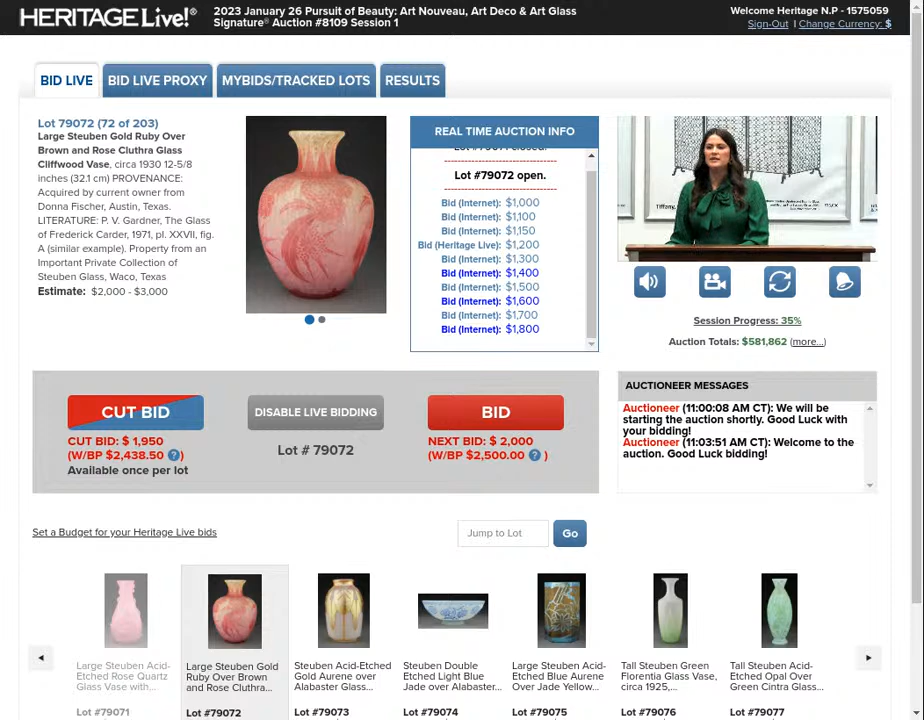 HERITAGE Live!®
2023 January 26 Pursuit of Beauty: Art Nouveau, Art Deco & Art Glass
Signature® Auction #8109 Session 1
Welcome Heritage N.P - 1575059
Sign-Out | Change Currency: $
BID LIVE
BID LIVE PROXY
MYBIDS/TRACKED LOTS
RESULTS
Lot 79072 (72 of 203)
Large Steuben Gold Ruby Over
Brown and Rose Cluthra Glass
Cliffwood Vase, circa 1930 12-5/8
inches (32.1 cm) PROVENANCE:
Acquired by current owner from
Donna Fischer, Austin, Texas.
LITERATURE: P. V. Gardner, The Glass
of Frederick Carder, 1971, pl. XXVII, fig.
A (similar example). Property from an
Important Private Collection of
Steuben Glass, Waco, Texas
Estimate: $2,000 - $3,000
REAL TIME AUCTION INFO
Lot #79071 closed.
Lot #79072 open.
Bid (Internet): $1,000
Bid (Internet): $1,100
Bid (Internet): $1,150
Bid (Heritage Live): $1,200
Bid (Internet): $1,300
Bid (Internet): $1,400
Bid (Internet): $1,500
Bid (Internet): $1,600
Bid (Internet): $1,700
Bid (Internet): $1,800
Session Progress: 35%
Auction Totals: $581,862 (more...)
CUT BID
CUT BID: $ 1,950
(W/BP $2,438.50 ? )
Available once per lot
DISABLE LIVE BIDDING
Lot # 79072
BID
NEXT BID: $ 2,000
(W/BP $2,500.00 ? )
AUCTIONEER MESSAGES
Auctioneer (11:00:08 AM CT): We will be
starting the auction shortly. Good Luck with
your bidding!
Auctioneer (11:03:51 AM CT): Welcome to the
auction. Good Luck bidding!
Set a Budget for your Heritage Live bids
Jump to Lot
Go
Large Steuben Acid-
Etched Rose Quartz
Glass Vase with...
Lot #79071
Large Steuben Gold
Ruby Over Brown
and Rose Cluthra...
Lot #79072
Steuben Acid-Etched
Gold Aurene over
Alabaster Glass...
Lot #79073
Steuben Double
Etched Light Blue
Jade over Alabaster...
Lot #79074
Large Steuben Acid-
Etched Blue Aurene
Over Jade Yellow...
Lot #79075
Tall Steuben Green
Florentia Glass Vase,
circa 1925,...
Lot #79076
Tall Steuben Acid-
Etched Opal Over
Green Cintra Glass...
Lot #79077